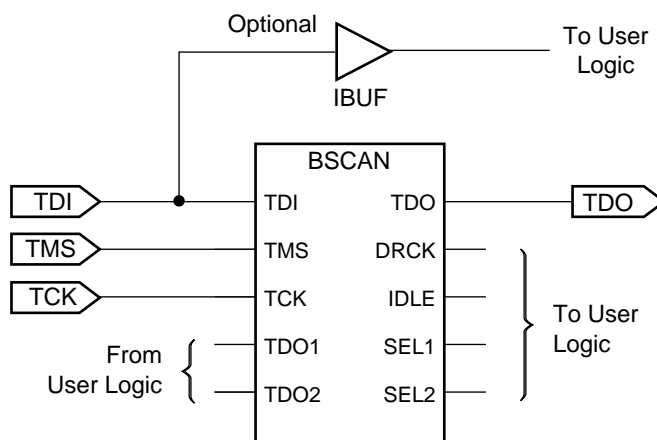 Optional
To User
Logic
IBUF
BSCAN
TDI
TDI
TDO
TDO
TMS
TMS
DRCK
TCK
TCK
IDLE
To User
Logic
From
User Logic
TDO1
SEL1
TDO2
SEL2